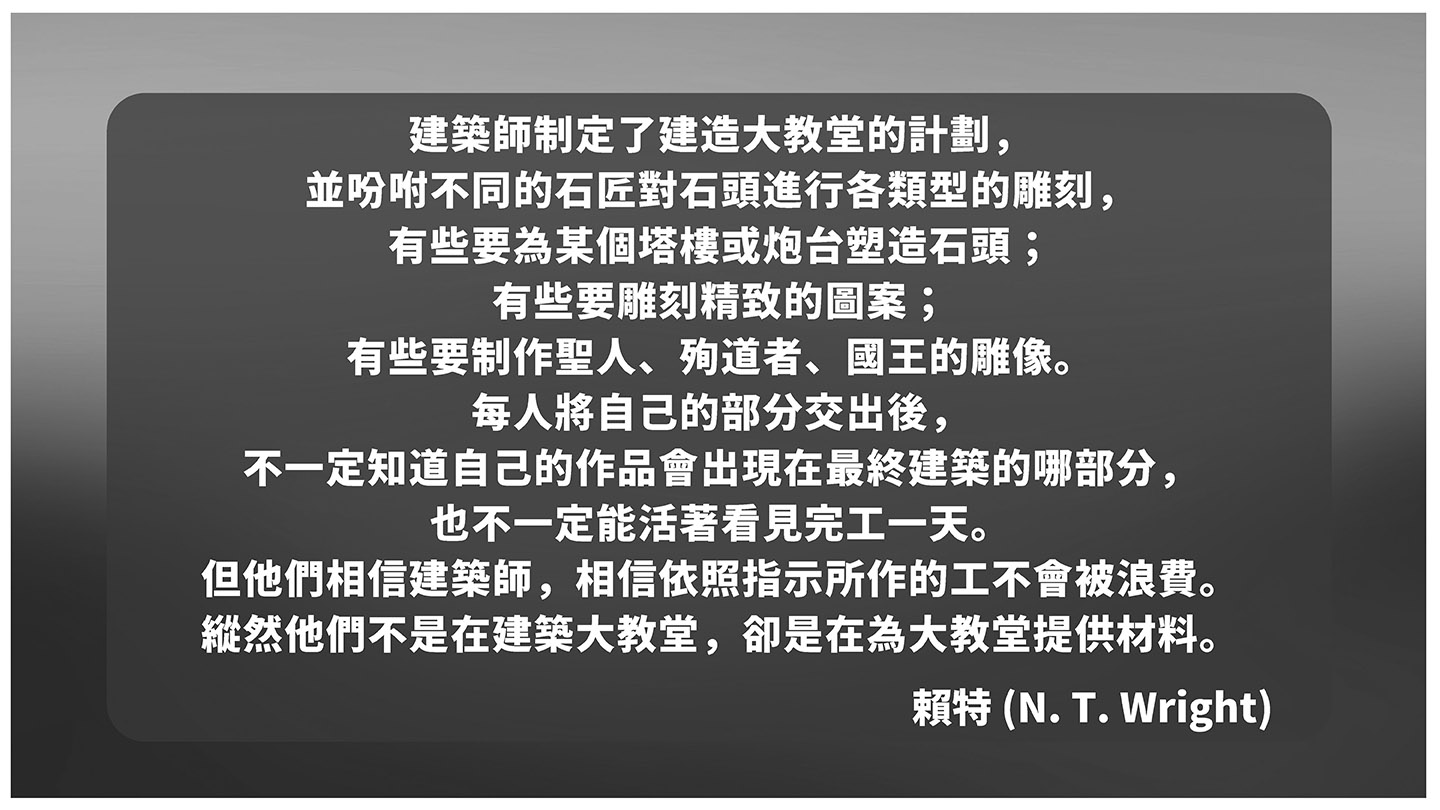 建築師制定了建造大教堂的計劃，
並吩咐不同的石匠對石頭進行各類型的雕刻，
有些要為某個塔樓或炮台塑造石頭；
有些要雕刻精致的圖案；
有些要制作聖人、殉道者、國王的雕像。
每人將自己的部分交出後，
不一定知道自己的作品會出現在最終建築的哪部分，
也不一定能活著看見完工一天。
但他們相信建築師，相信依照指示所作的工不會被浪費。
縱然他們不是在建築大教堂，卻是在為大教堂提供材料。
賴特 (N. T. Wright)